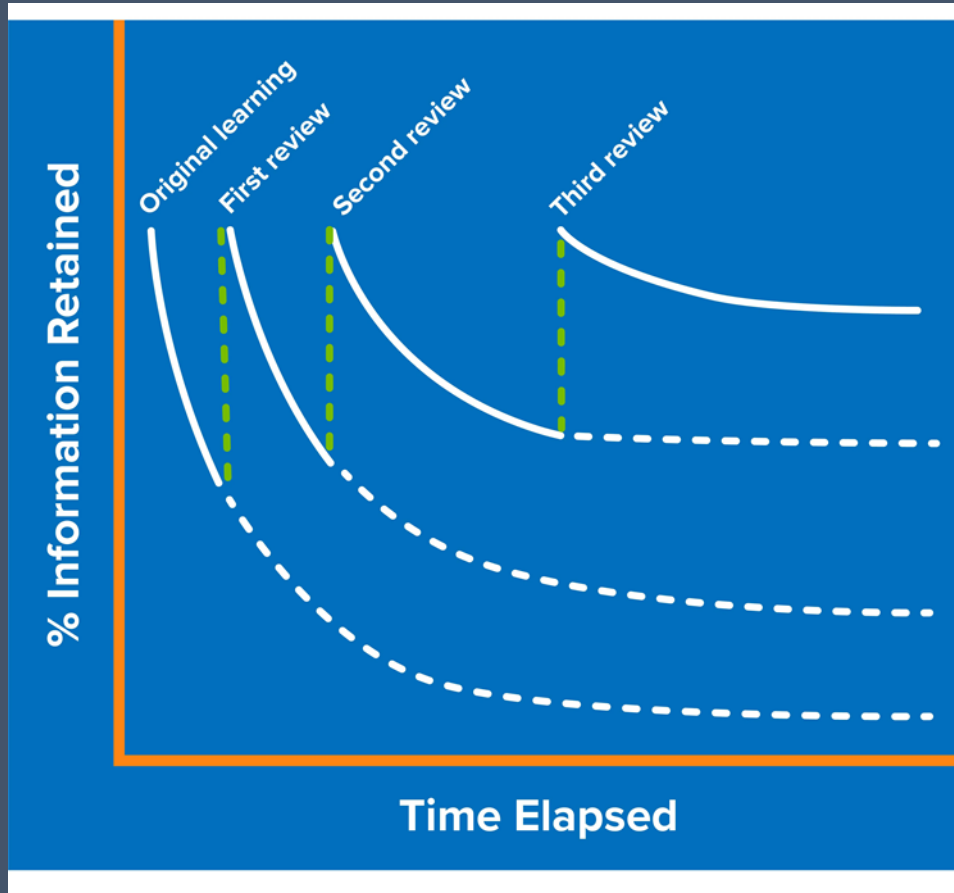 Original learning
First review
Second review
Third review
% Information Retained
Time Elapsed